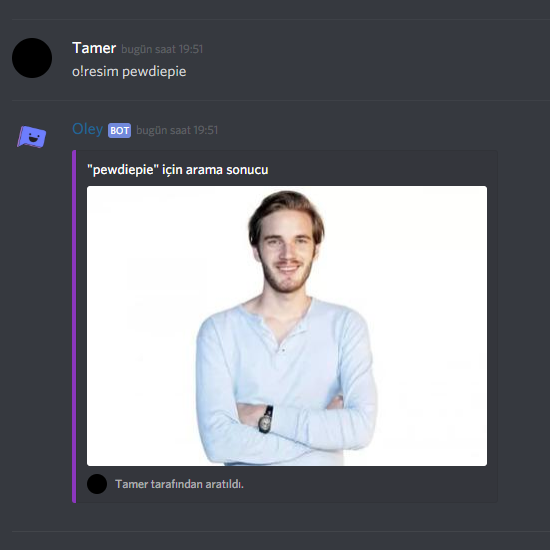 Tamer bugün saat 19:51
o!resim pewdiepie
Oley BOT bugün saat 19:51
"pewdiepie" için arama sonucu
Tamer tarafından aratıldı.